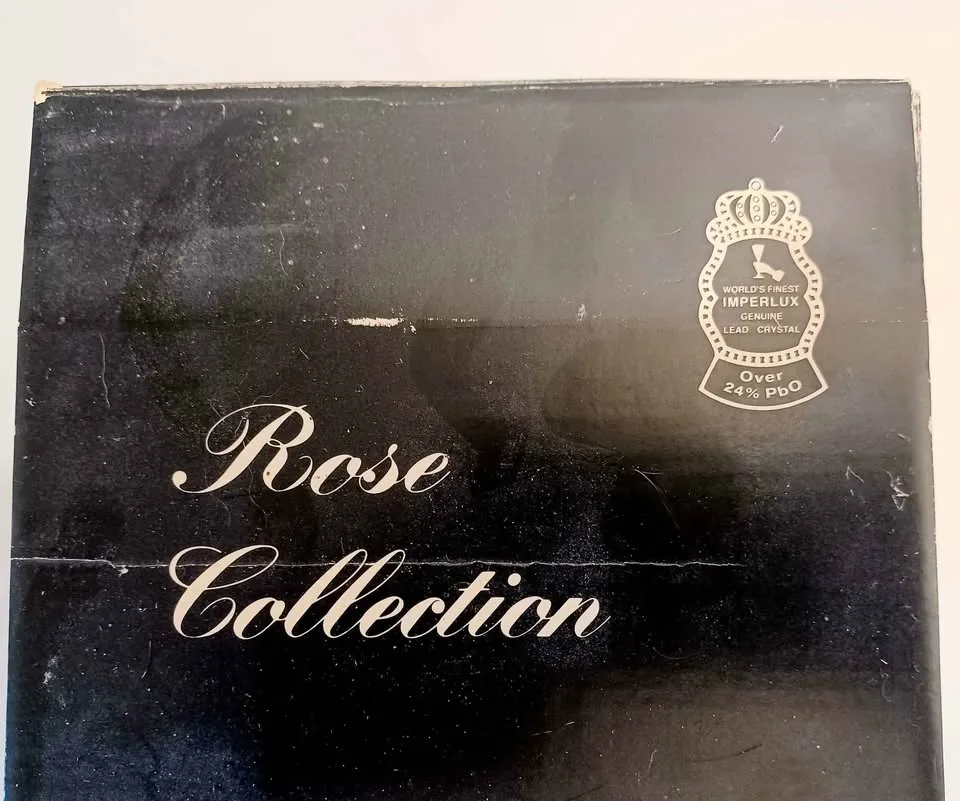 WORLD'S FINEST
IMPERLUX
GENUINE
LEAD CRYSTAL
Over
24% PbO
Rose
Collection